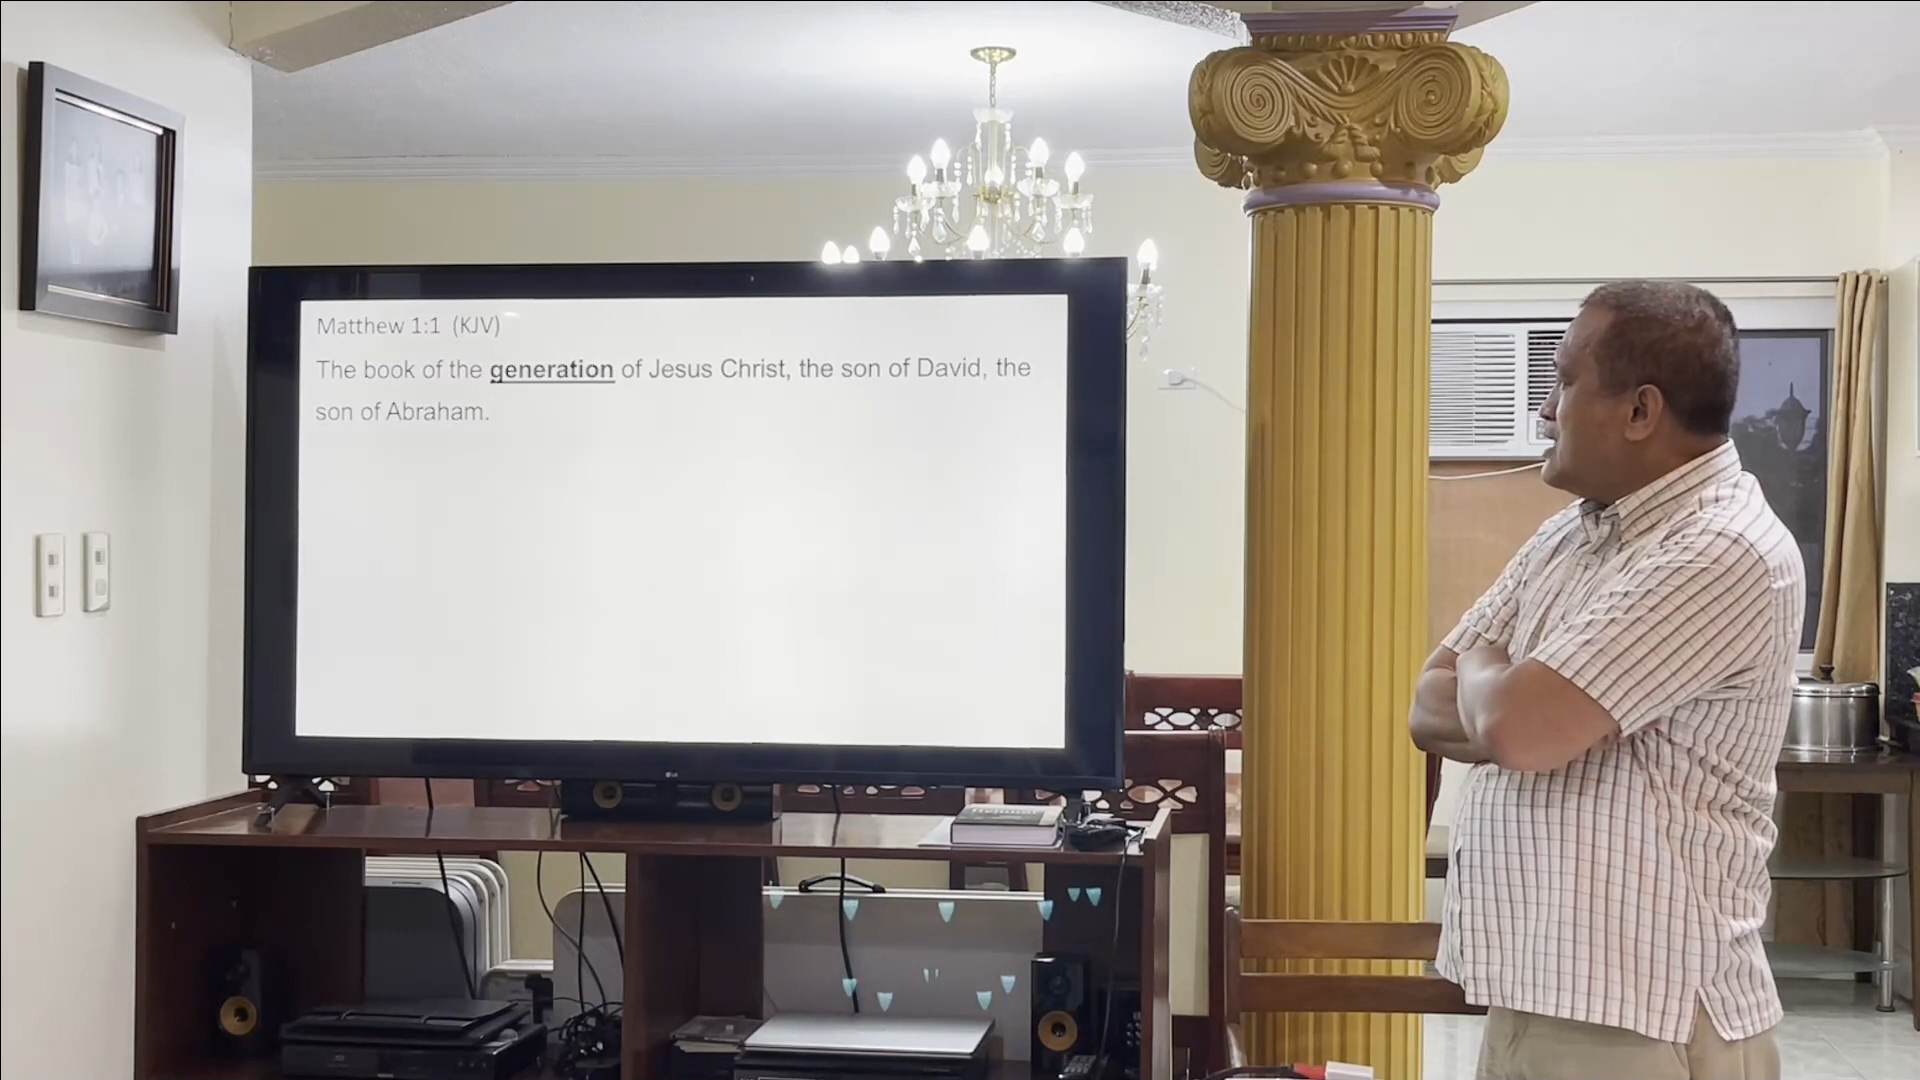 Matthew 1:1 (KJV)
The book of the generation of Jesus Christ, the son of David, the
son of Abraham.
LG